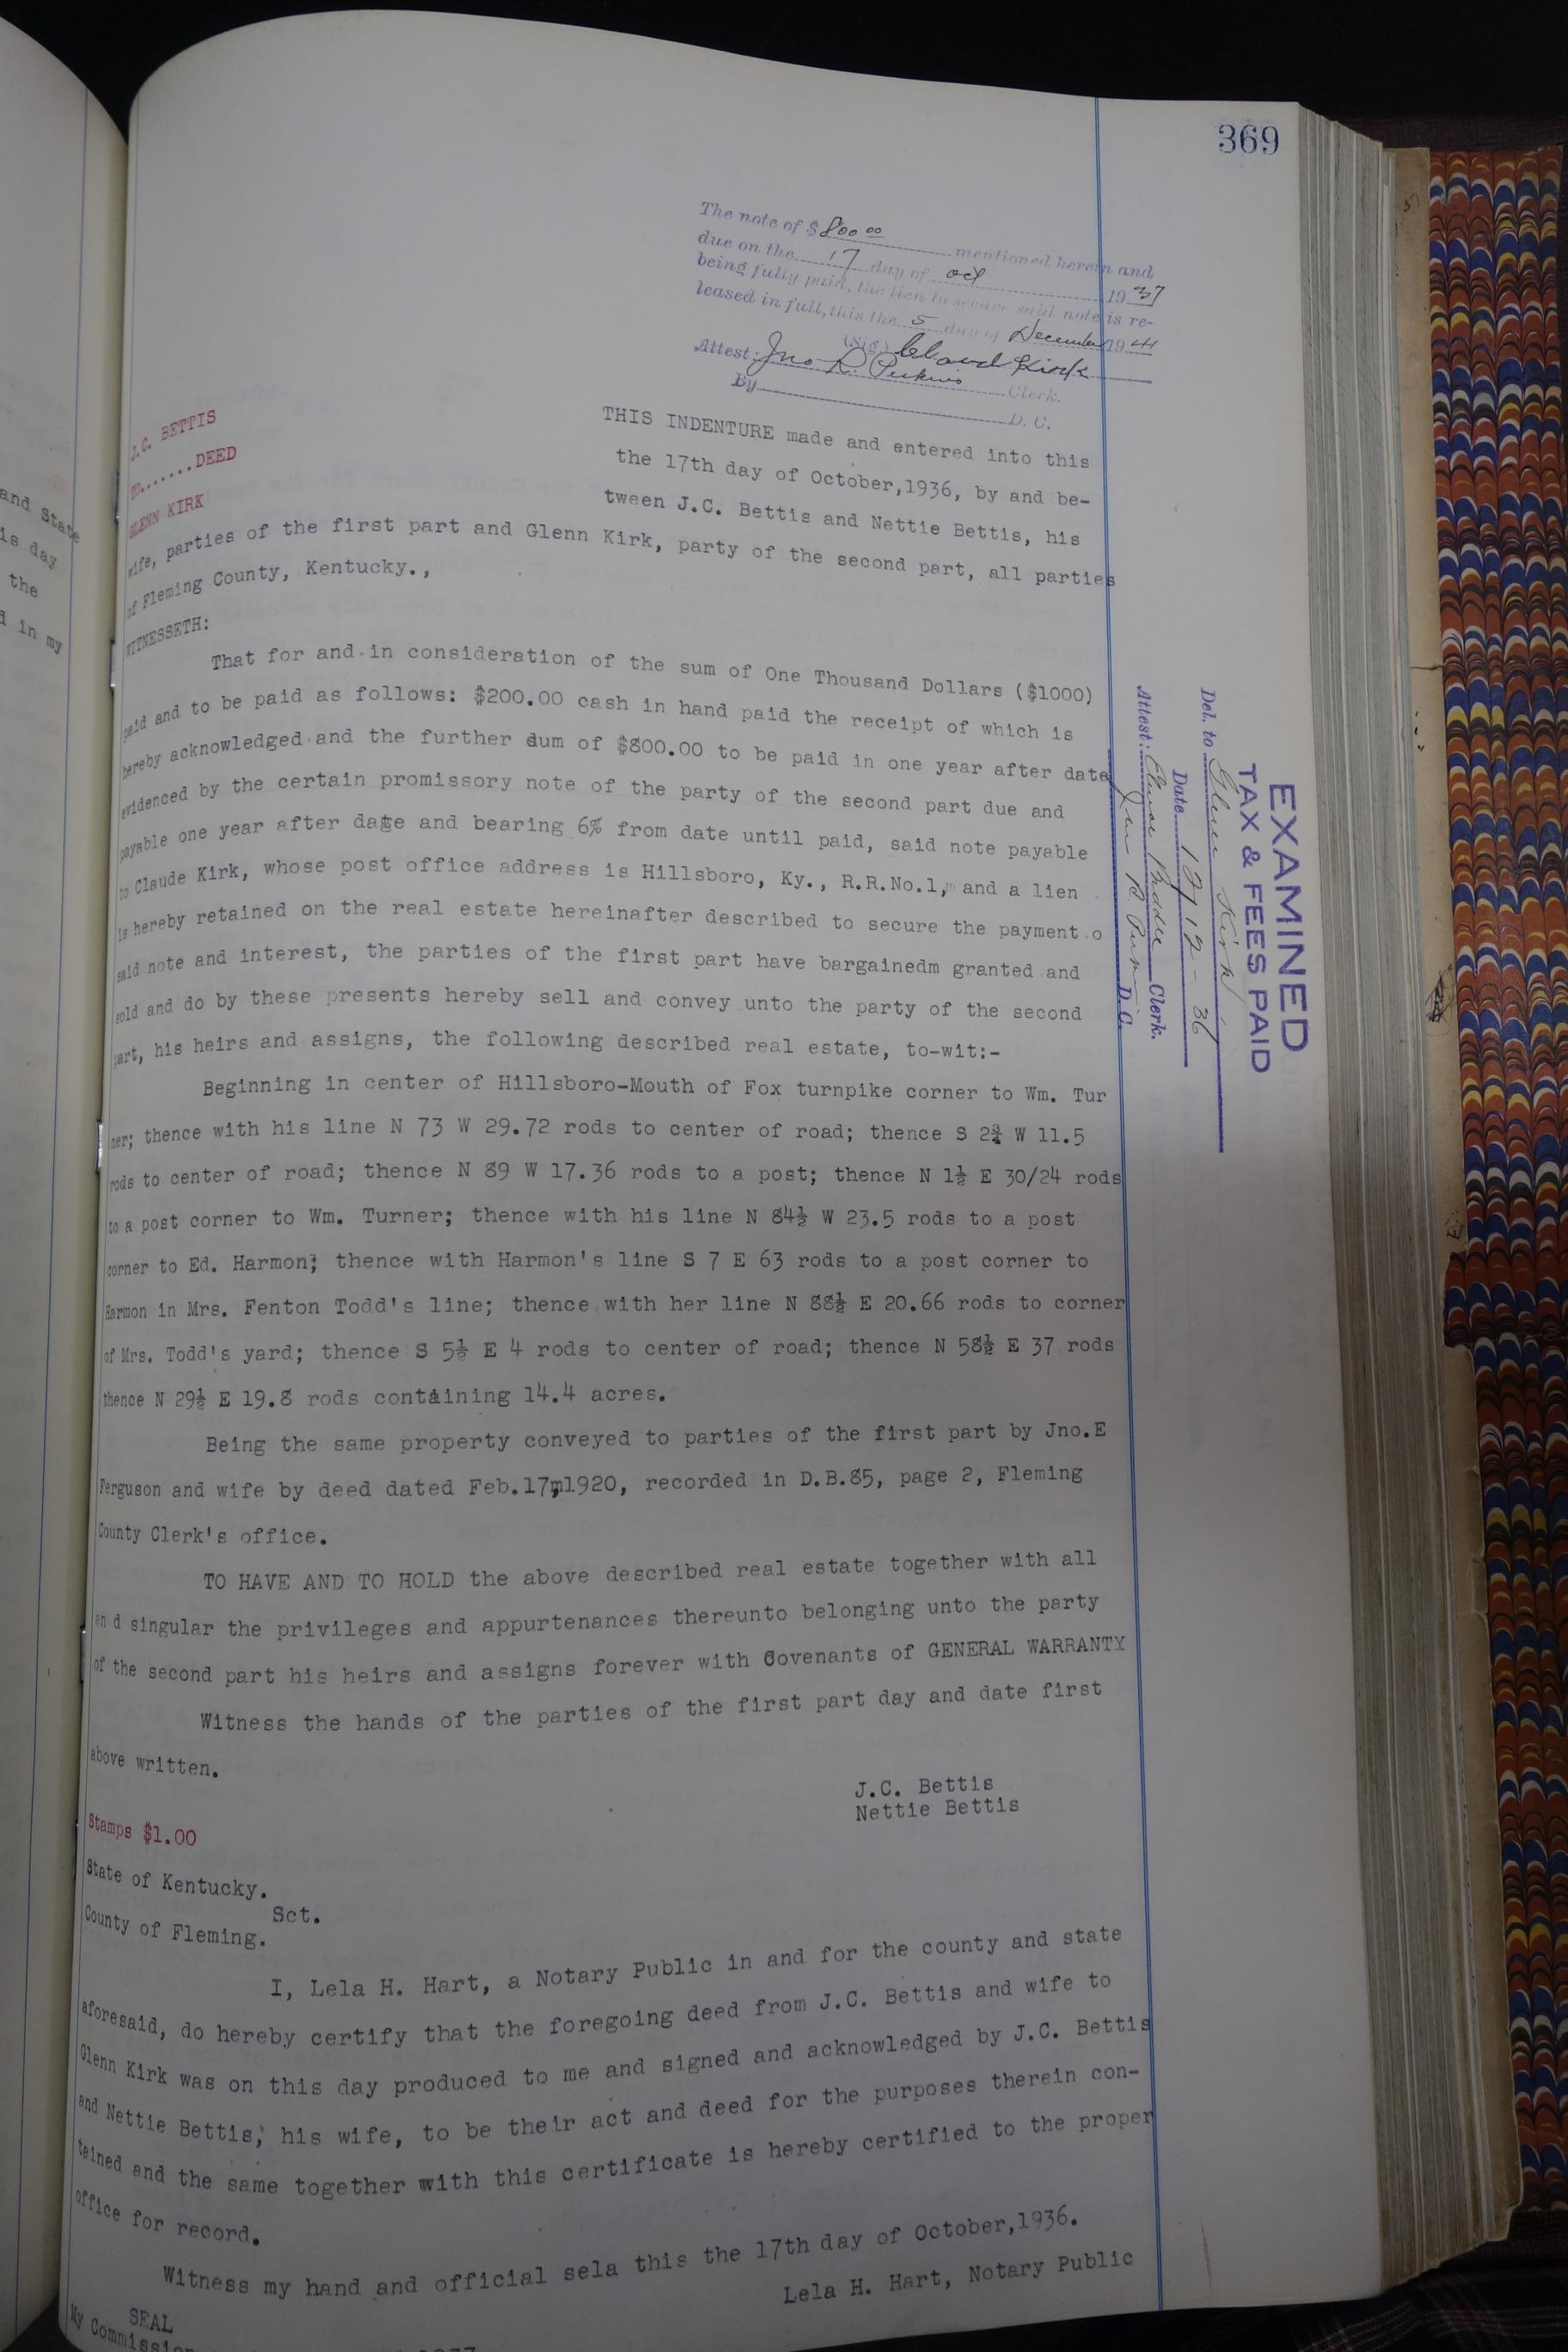 and State
is day
the
d in my
369
The note of $ 800 00 mentioned herein and
due on the 17 day of oct 1937
being fully paid, the lien to secure said note is re-
leased in full, this the 5 day of December 1941
(Sig) Claud Kirk
Attest: Jno R. Perkins Clerk.
By D. C.
J.C. BETTIS
TO.......DEED
GLENN KIRK
THIS INDENTURE made and entered into this
the 17th day of October,1936, by and be-
tween J.C. Bettis and Nettie Bettis, his
wife, parties of the first part and Glenn Kirk, party of the second part, all parties
of Fleming County, Kentucky.,
WITNESSETH:
That for and in consideration of the sum of One Thousand Dollars ($1000)
paid and to be paid as follows: $200.00 cash in hand paid the receipt of which is
hereby acknowledged and the further sum of $800.00 to be paid in one year after date
evidenced by the certain promissory note of the party of the second part due and
payable one year after date and bearing 6% from date until paid, said note payable
to Claude Kirk, whose post office address is Hillsboro, Ky., R.R.No.1, and a lien
is hereby retained on the real estate hereinafter described to secure the payment o
said note and interest, the parties of the first part have bargainedm granted and
sold and do by these presents hereby sell and convey unto the party of the second
part, his heirs and assigns, the following described real estate, to-wit:-
Beginning in center of Hillsboro-Mouth of Fox turnpike corner to Wm. Tur
ner; thence with his line N 73 W 29.72 rods to center of road; thence S 2¾ W 11.5
rods to center of road; thence N 89 W 17.36 rods to a post; thence N 1½ E 30/24 rods
to a post corner to Wm. Turner; thence with his line N 84½ W 23.5 rods to a post
corner to Ed. Harmon; thence with Harmon's line S 7 E 63 rods to a post corner to
Harmon in Mrs. Fenton Todd's line; thence with her line N 88½ E 20.66 rods to corner
of Mrs. Todd's yard; thence S 5½ E 4 rods to center of road; thence N 58½ E 37 rods
thence N 29½ E 19.8 rods containing 14.4 acres.
Being the same property conveyed to parties of the first part by Jno.E
Ferguson and wife by deed dated Feb.17,1920, recorded in D.B.85, page 2, Fleming
County Clerk's office.
TO HAVE AND TO HOLD the above described real estate together with all
an d singular the privileges and appurtenances thereunto belonging unto the party
of the second part his heirs and assigns forever with Covenants of GENERAL WARRANTY
Witness the hands of the parties of the first part day and date first
above written.
J.C. Bettis
Nettie Bettis
Stamps $1.00
State of Kentucky.
Sct.
County of Fleming.
I, Lela H. Hart, a Notary Public in and for the county and state
aforesaid, do hereby certify that the foregoing deed from J.C. Bettis and wife to
Glenn Kirk was on this day produced to me and signed and acknowledged by J.C. Bettis
and Nettie Bettis, his wife, to be their act and deed for the purposes therein con-
tained and the same together with this certificate is hereby certified to the proper
office for record.
Witness my hand and official sela this the 17th day of October,1936.
Lela H. Hart, Notary Public
SEAL
My Commission
EXAMINED
TAX & FEES PAID
Del. to Glenn Kirk
Date 12-12-36
Attest: Clerk.
D. C.